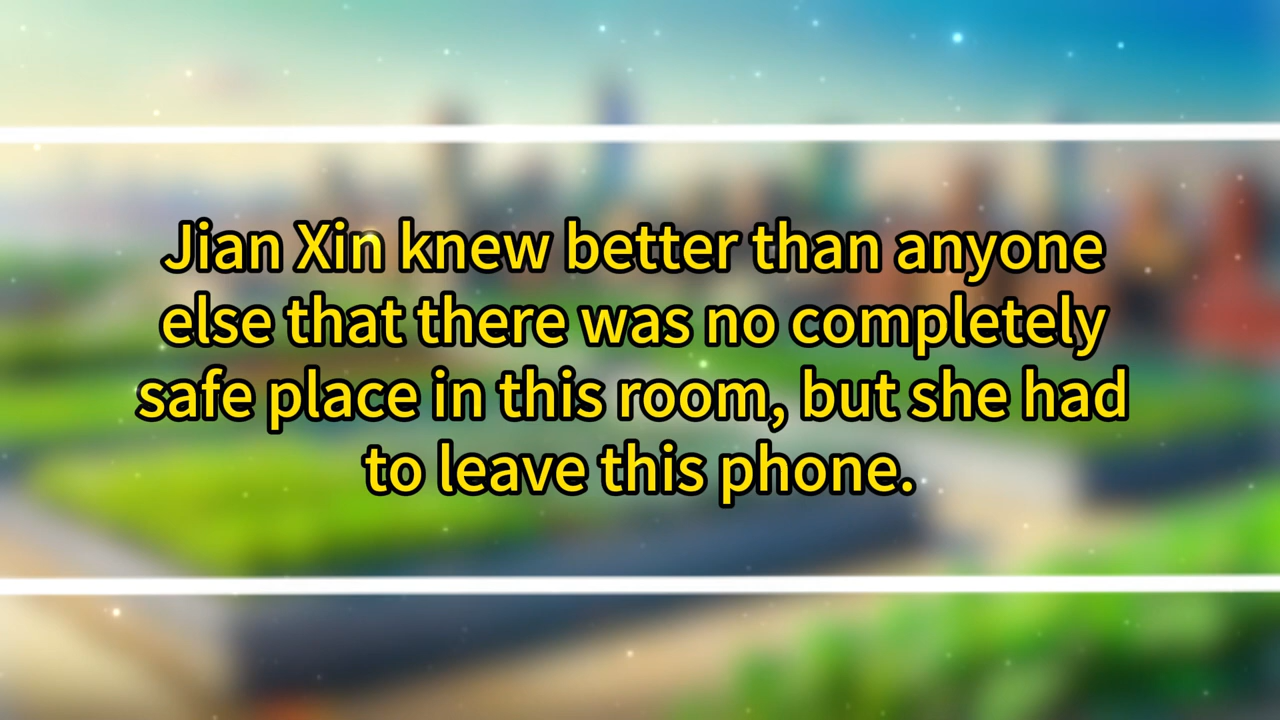 Jian Xin knew better than anyone
else that there was no completely
safe place in this room, but she had
to leave this phone.